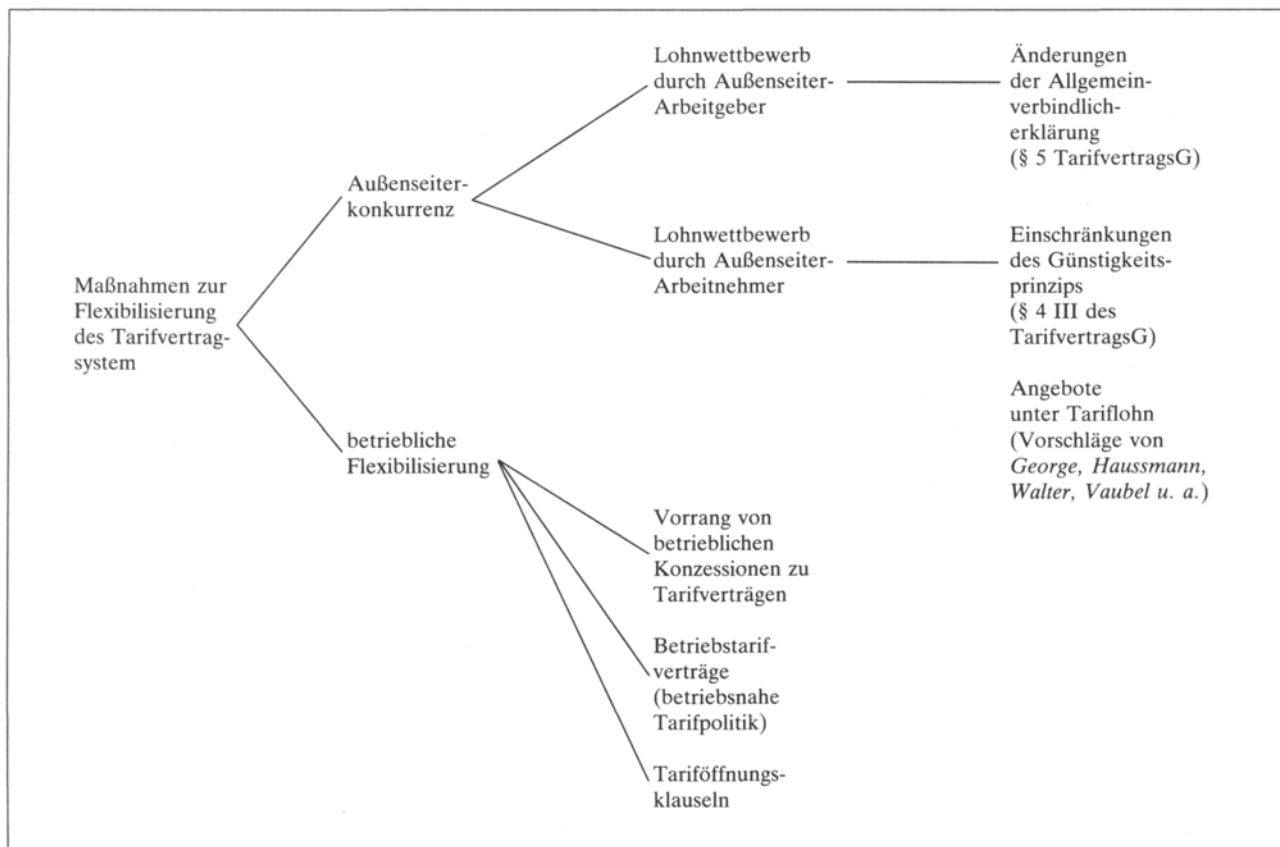 Maßnahmen zur
Flexibilisierung
des Tarifvertrag-
system
Außenseiter-
konkurrenz
Lohnwettbewerb
durch Außenseiter-
Arbeitgeber
Änderungen
der Allgemein-
verbindlich-
erklärung
(§ 5 TarifvertragsG)
Lohnwettbewerb
durch Außenseiter-
Arbeitnehmer
Einschränkungen
des Günstigkeits-
prinzips
(§ 4 III des
TarifvertragsG)
Angebote
unter Tariflohn
(Vorschläge von
George, Haussmann,
Walter, Vaubel u. a.)
betriebliche
Flexibilisierung
Vorrang von
betrieblichen
Konzessionen zu
Tarifverträgen
Betriebstarif-
verträge
(betriebsnahe
Tarifpolitik)
Tariföffnungs-
klauseln